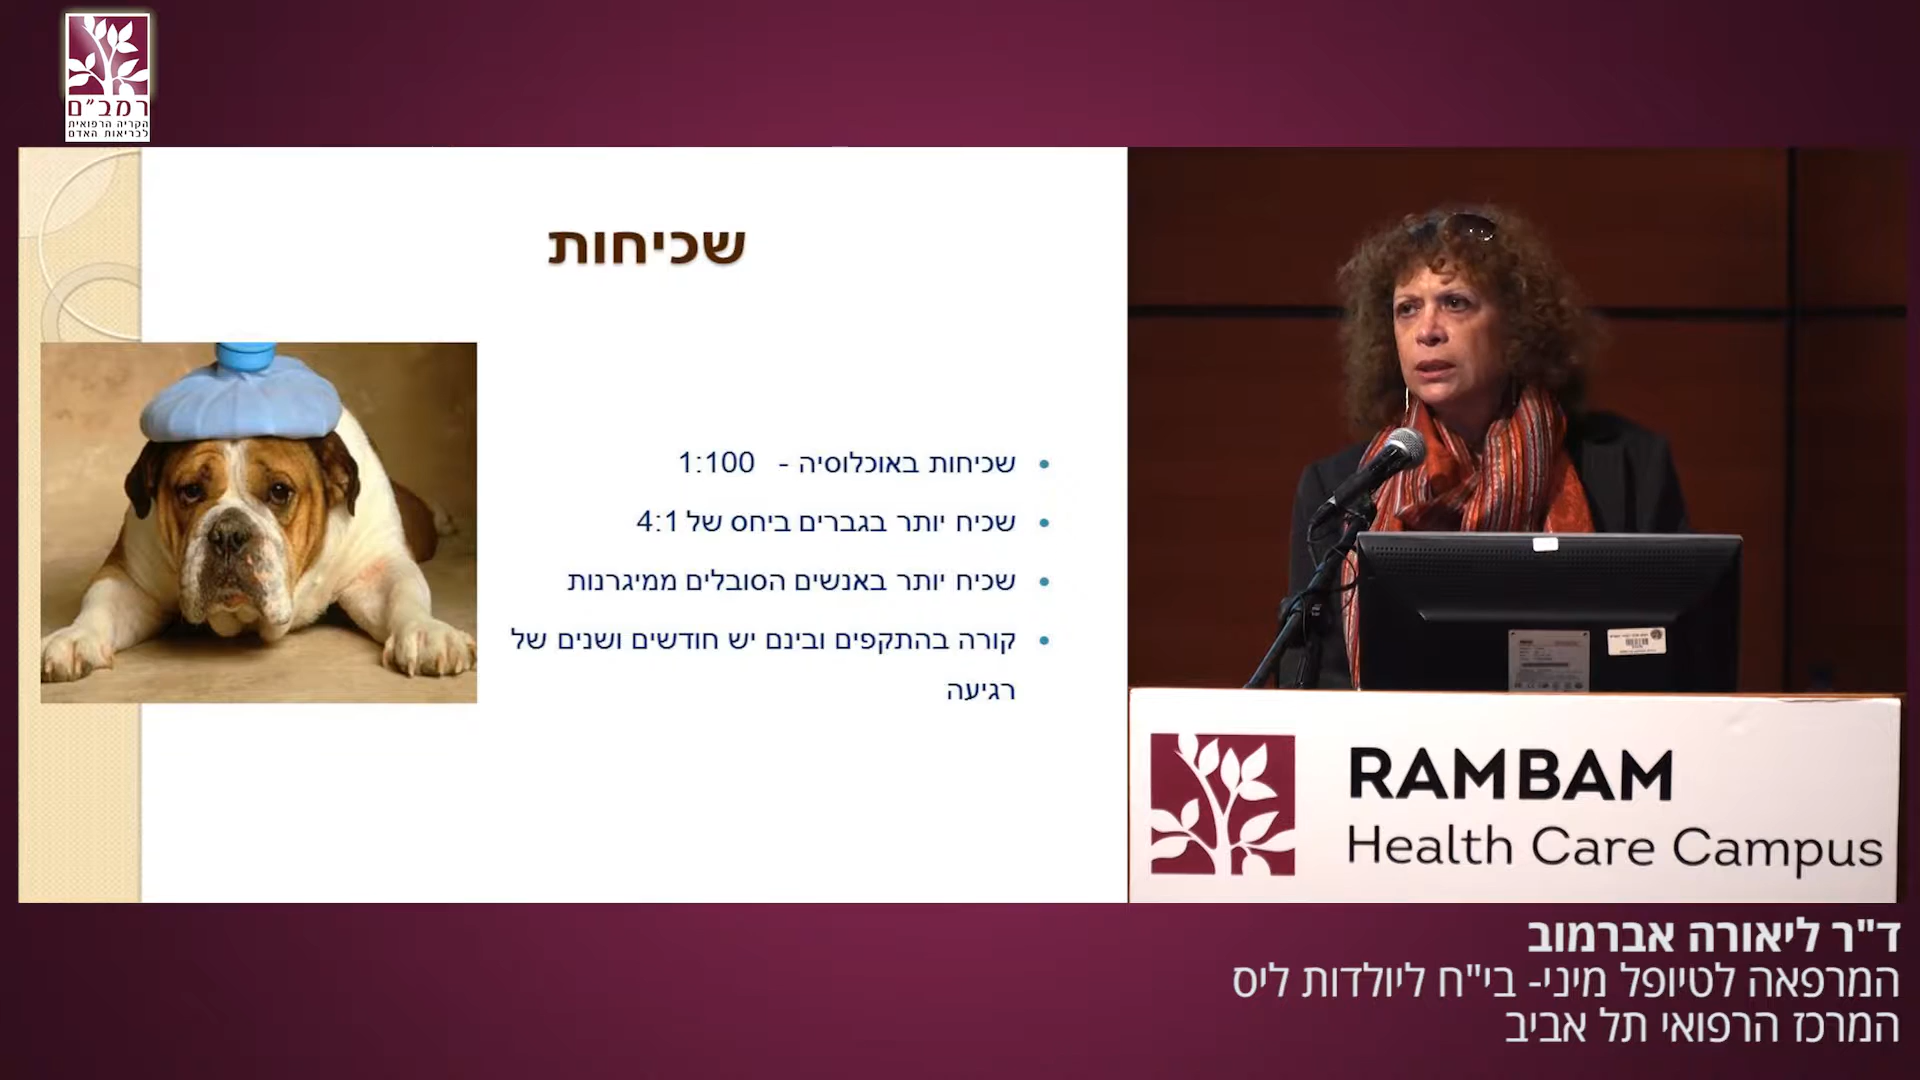 רמב"ם
הקריה הרפואית
לבריאות האדם
שכיחות
שכיחות באוכלוסיה - 1:100
שכיח יותר בגברים ביחס של 4:1
שכיח יותר באנשים הסובלים ממיגרנות
קורה בהתקפים ובינם יש חודשים ושנים של
רגיעה
RAMBAM
Health Care Campus
ד"ר ליאורה אברמוב
המרפאה לטיופל מיני- בי"ח ליולדות ליס
המרכז הרפואי תל אביב